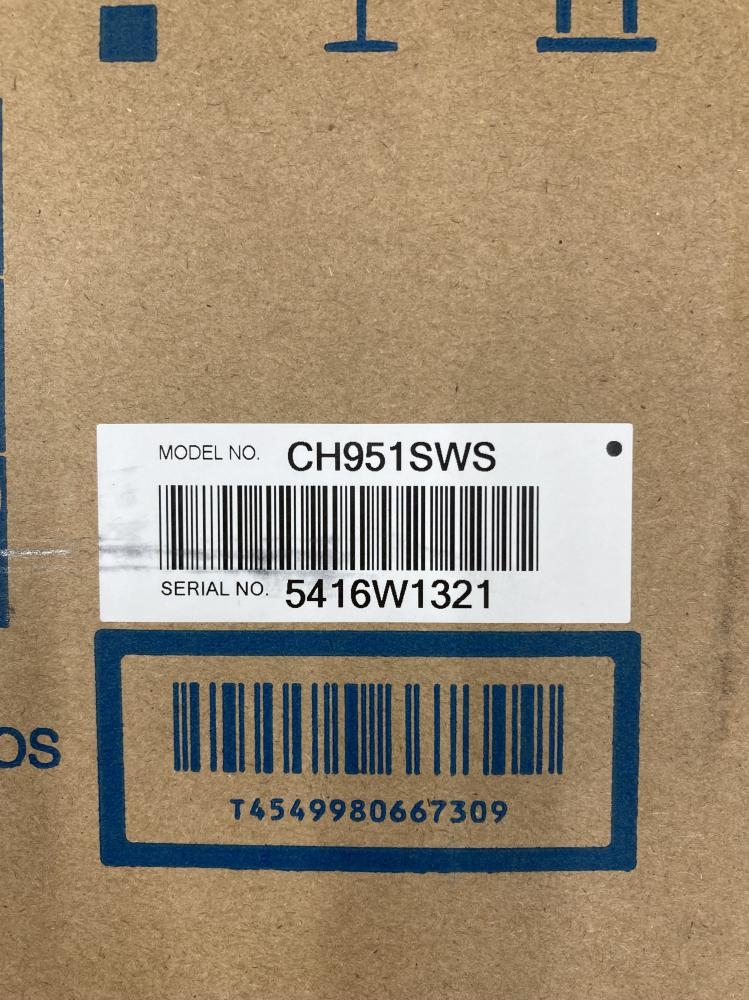 MODEL NO. CH951SWS
SERIAL NO. 5416W1321
OS
T4549980667309